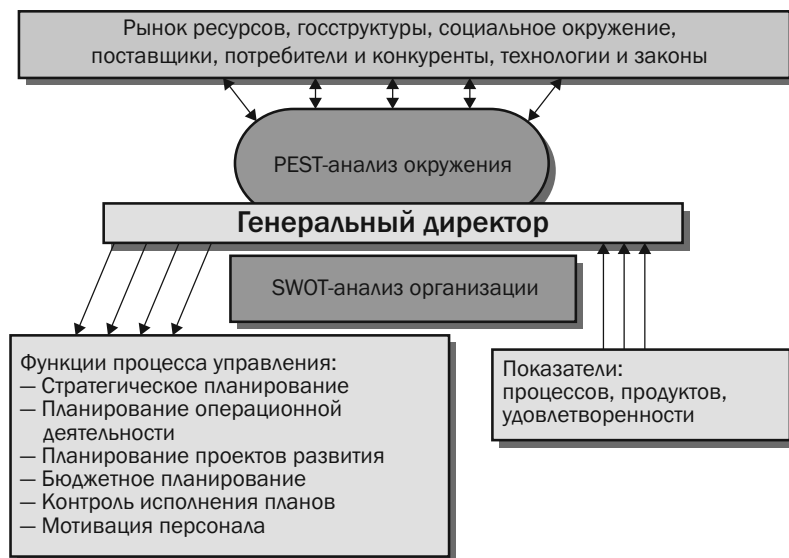 Рынок ресурсов, госструктуры, социальное окружение,
поставщики, потребители и конкуренты, технологии и законы
PEST-анализ окружения
Генеральный директор
SWOT-анализ организации
Функции процесса управления:
— Стратегическое планирование
— Планирование операционной
деятельности
— Планирование проектов развития
— Бюджетное планирование
— Контроль исполнения планов
— Мотивация персонала
Показатели:
процессов, продуктов,
удовлетворенности